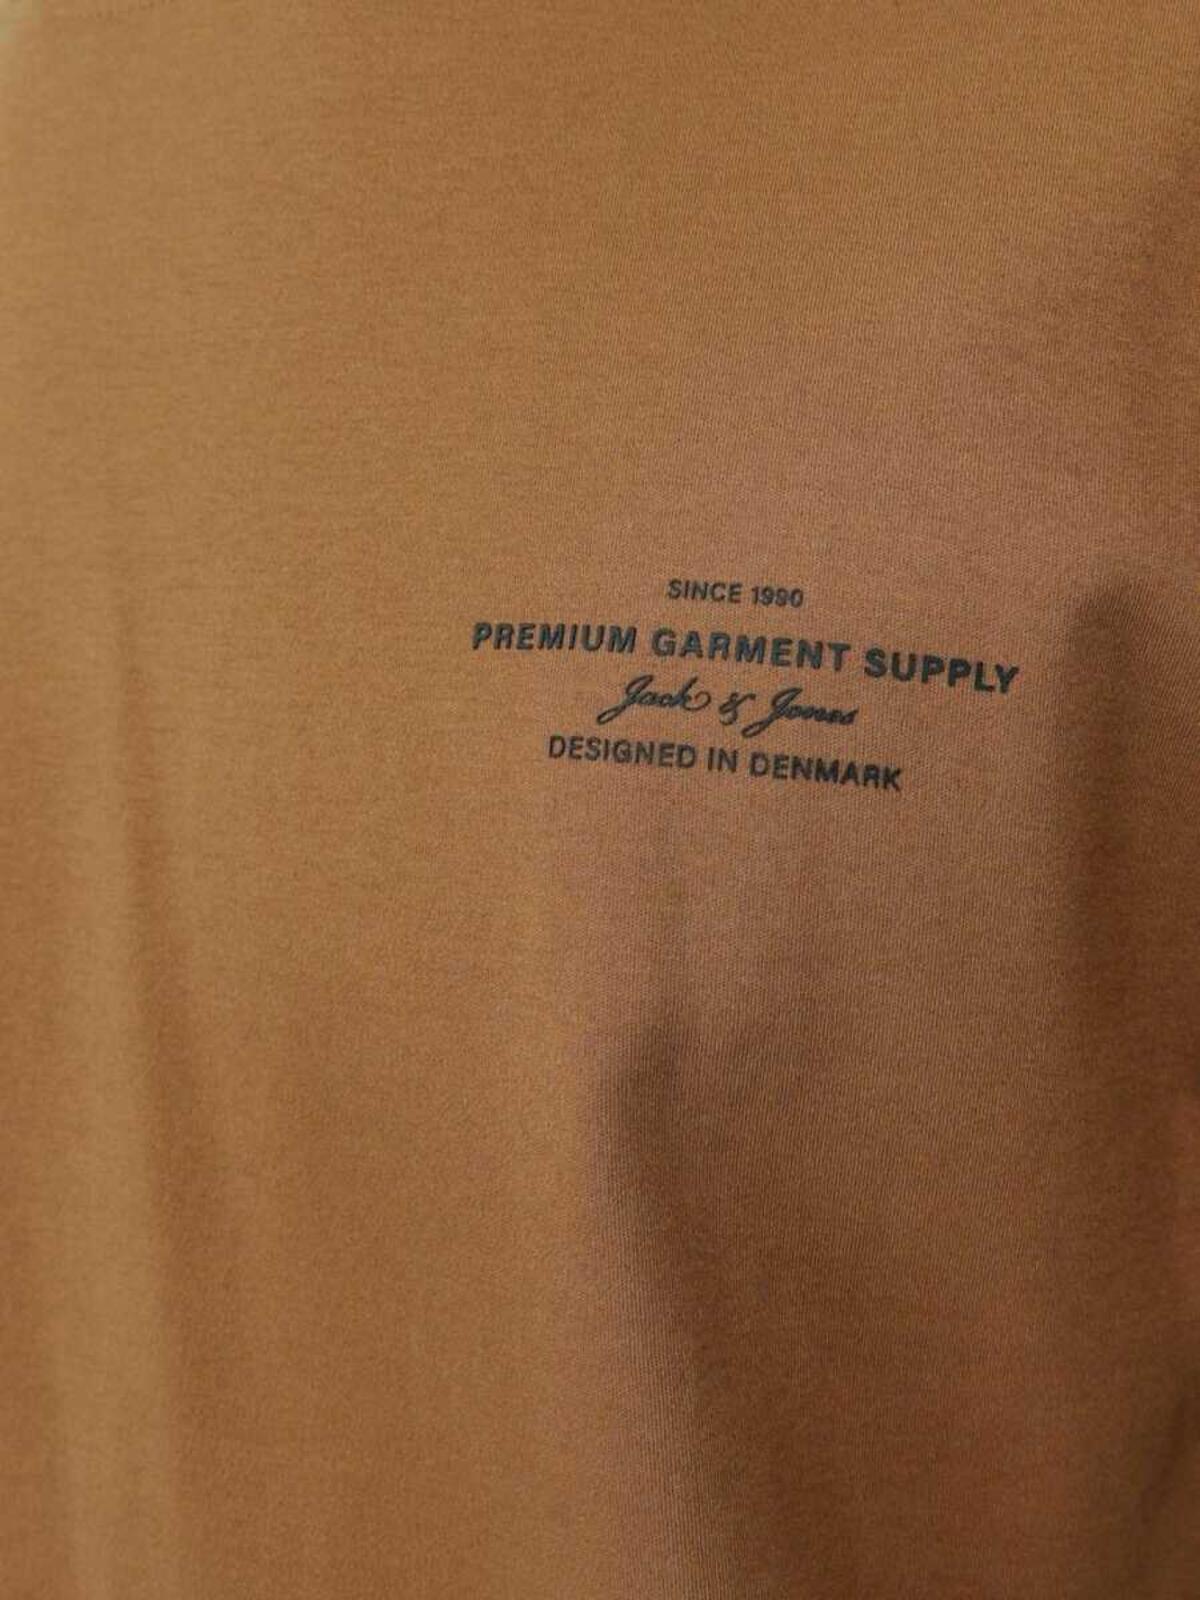 SINCE 1990
PREMIUM GARMENT SUPPLY
Jack & Jones
DESIGNED IN DENMARK